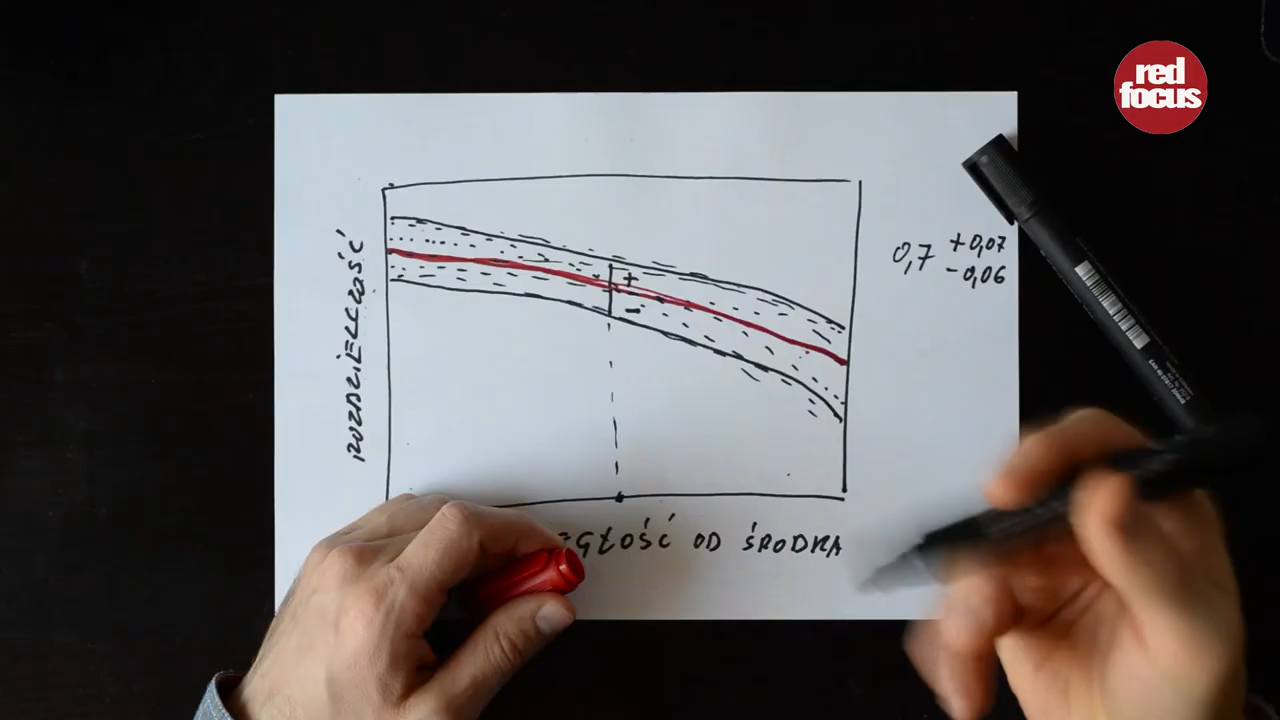 red
focus
0,7 +0,07
-0,06
+
-
ROZDZIELCZOŚĆ
OD ŚRODKA